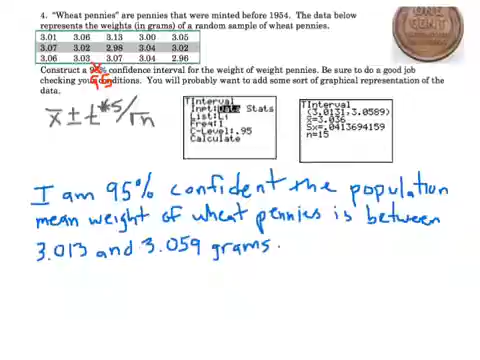 4. "Wheat pennies" are pennies that were minted before 1954. The data below
represents the weights (in grams) of a random sample of wheat pennies.
3.01 3.06 3.13 3.00 3.05
3.07 3.02 2.98 3.04 3.02
3.06 3.03 3.07 3.04 2.96
Construct a % confidence interval for the weight of weight pennies. Be sure to do a good job
95
checking your conditions. You will probably want to add some sort of graphical representation of the
data.
ONE
CENT
x̄ ± t* s/√n
TInterval
Inpt:Data Stats
List:L1
Freq:1
C-Level:.95
Calculate
TInterval
(3.0131,3.0589)
x̄=3.036
Sx=.0413694159
n=15
I am 95% confident the population
mean weight of wheat pennies is between
3.013 and 3.059 grams.